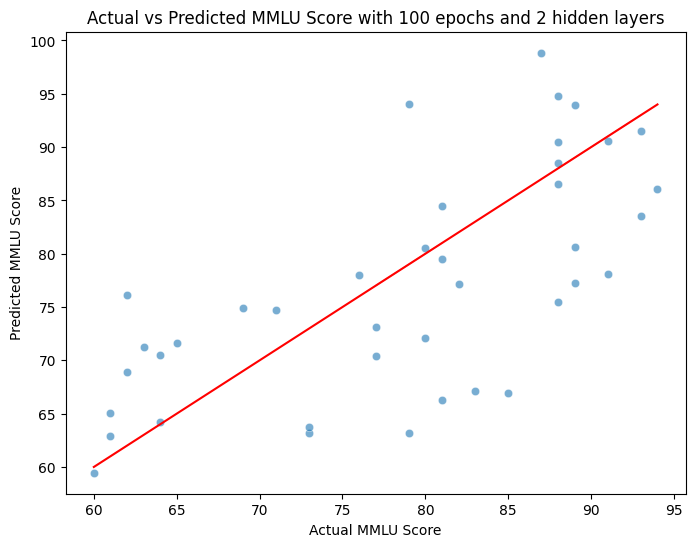 Actual vs Predicted MMLU Score with 100 epochs and 2 hidden layers
100
95
90
85
80
75
70
65
60
Predicted MMLU Score
60 65 70 75 80 85 90 95
Actual MMLU Score